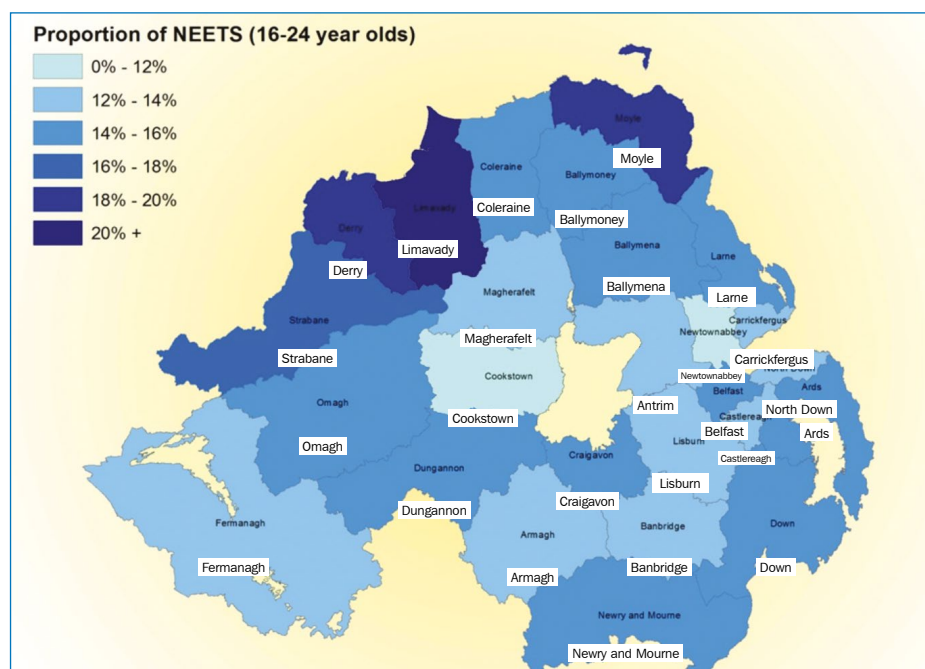 Proportion of NEETS (16-24 year olds)
0% - 12%
12% - 14%
14% - 16%
16% - 18%
18% - 20%
20% +
Moyle
Moyle
Coleraine
Coleraine
Ballymoney
Ballymoney
Limavady
Limavady
Derry
Derry
Ballymena
Ballymena
Larne
Larne
Magherafelt
Magherafelt
Strabane
Strabane
Carrickfergus
Carrickfergus
Newtownabbey
Newtownabbey
Cookstown
Cookstown
North Down
North Down
Belfast
Belfast
Ards
Ards
Antrim
Omagh
Omagh
Castlereagh
Castlereagh
Lisburn
Lisburn
Craigavon
Craigavon
Dungannon
Dungannon
Fermanagh
Fermanagh
Armagh
Armagh
Banbridge
Banbridge
Down
Down
Newry and Mourne
Newry and Mourne